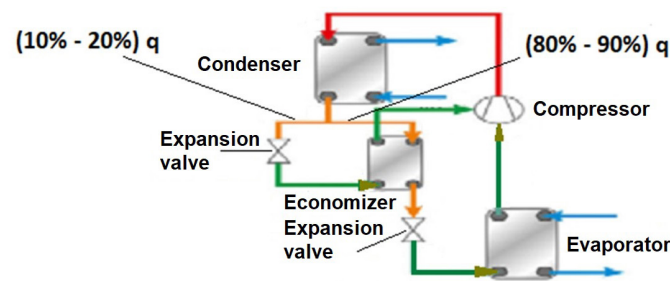 (10% - 20%) q
(80% - 90%) q
Condenser
Compressor
Expansion
valve
Economizer
Expansion
valve
Evaporator